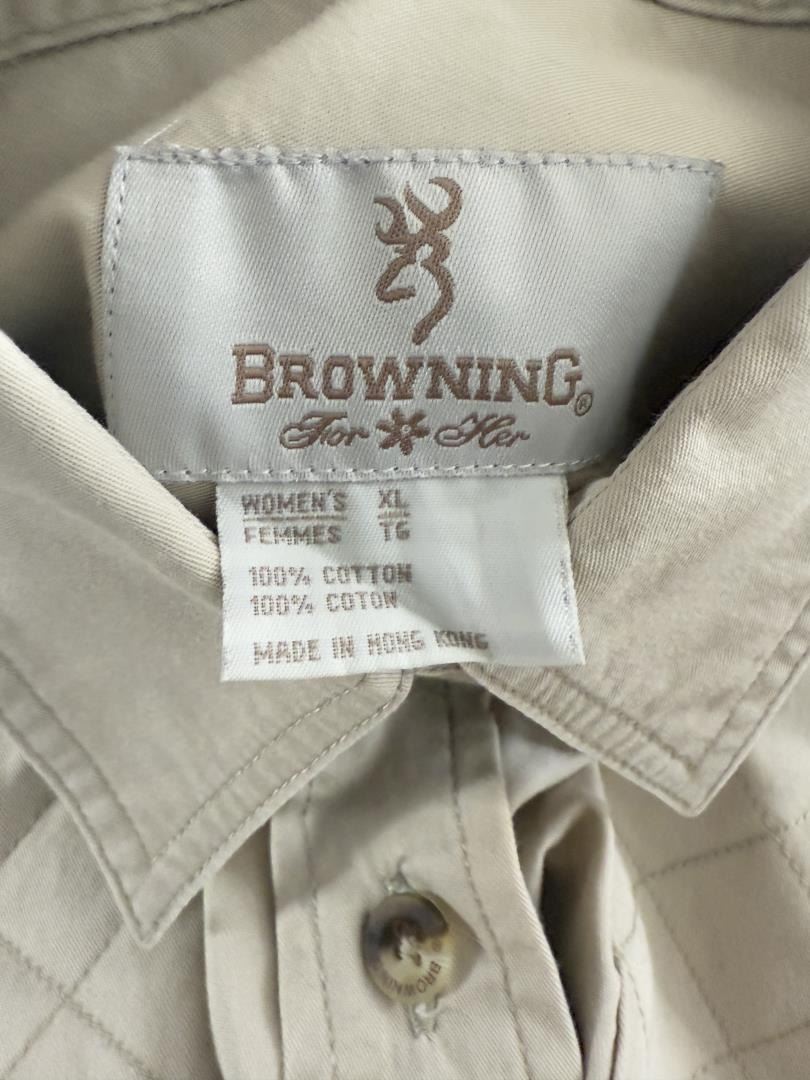 BROWNING®
For Her
WOMEN'S XL
FEMMES TG
100% COTTON
100% COTON
MADE IN HONG KONG
BROWNING